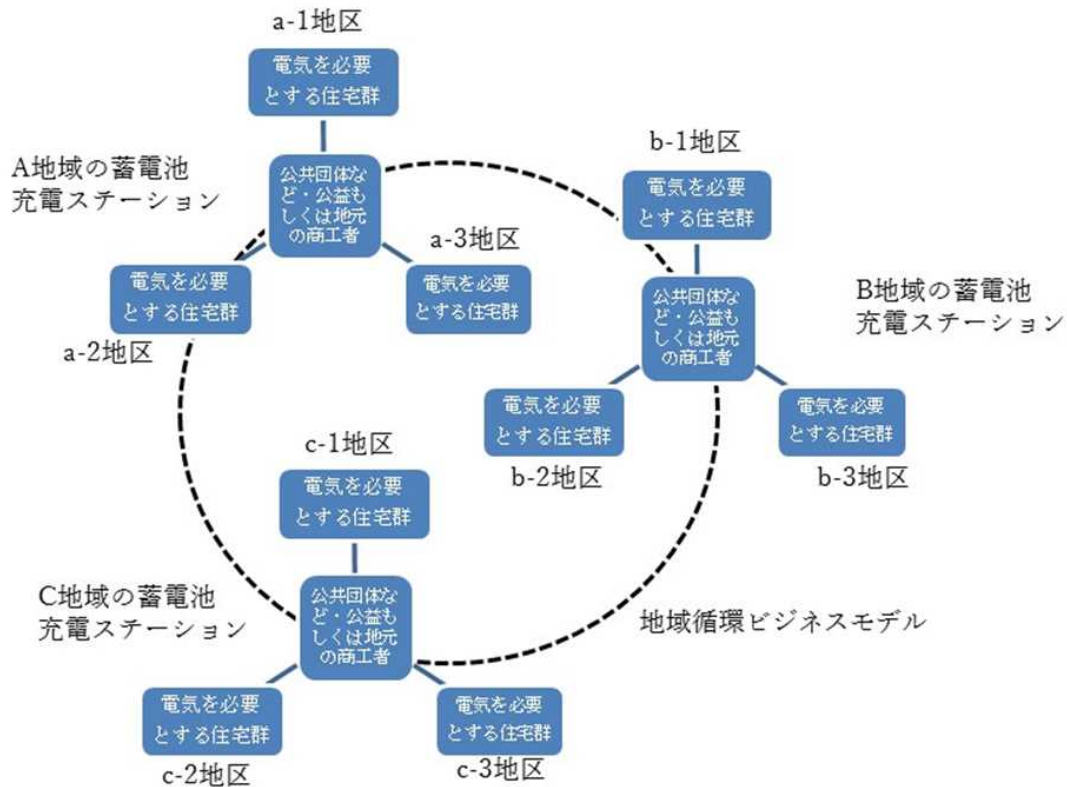 a-1地区
電気を必要
とする住宅群
A地域の蓄電池
充電ステーション
公共団体な
ど・公益も
しくは地元
の商工者
a-3地区
電気を必要
とする住宅群
電気を必要
とする住宅群
a-2地区
b-1地区
電気を必要
とする住宅群
公共団体な
ど・公益も
しくは地元
の商工者
B地域の蓄電池
充電ステーション
電気を必要
とする住宅群
b-2地区
電気を必要
とする住宅群
b-3地区
c-1地区
電気を必要
とする住宅群
C地域の蓄電池
充電ステーション
公共団体な
ど・公益も
しくは地元
の商工者
地域循環ビジネスモデル
電気を必要
とする住宅群
c-2地区
電気を必要
とする住宅群
c-3地区